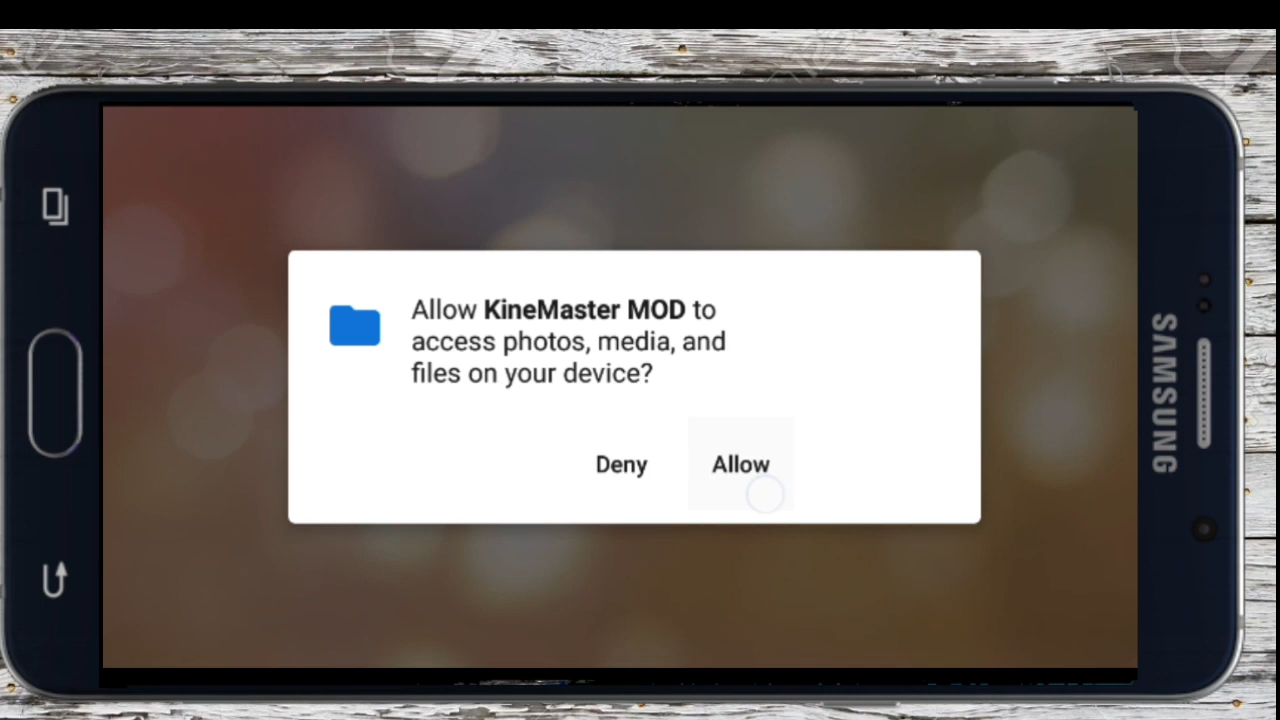 Allow KineMaster MOD to
access photos, media, and
files on your device?
Deny
Allow
SAMSUNG